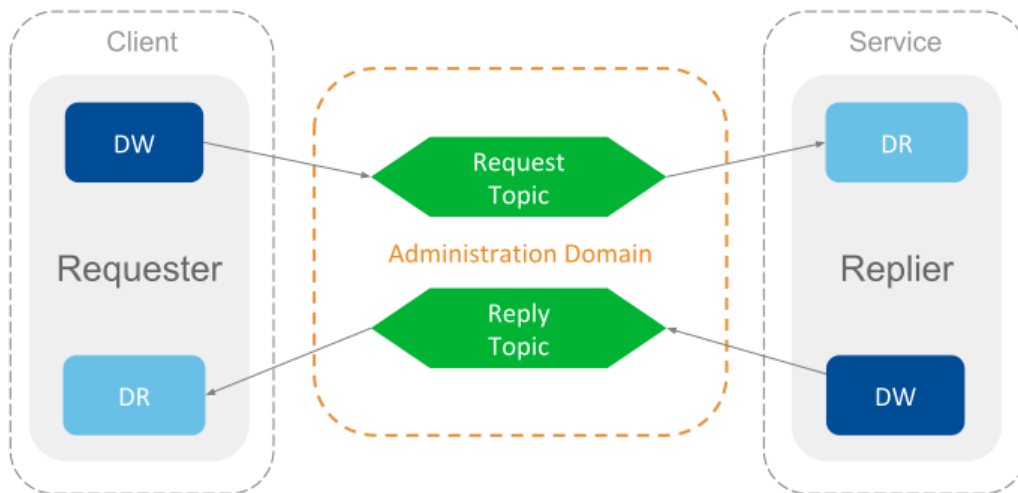 Client
Service
DW
DR
Request
Topic
Administration Domain
Requester
Replier
Reply
Topic
DR
DW